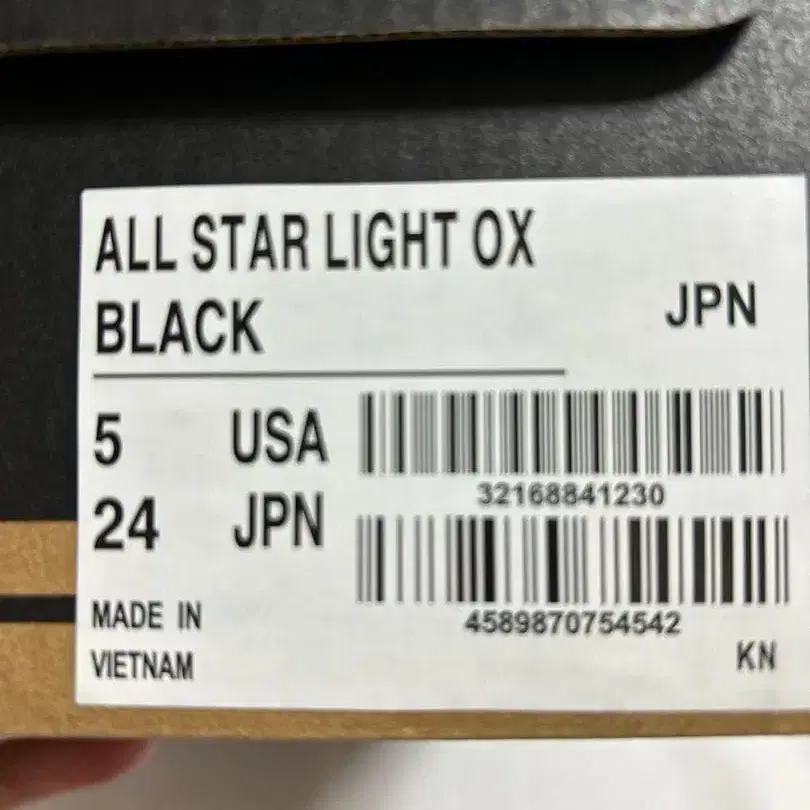 ALL STAR LIGHT OX
BLACK
JPN
5 USA
32168841230
24 JPN
4589870754542
MADE IN
VIETNAM
KN